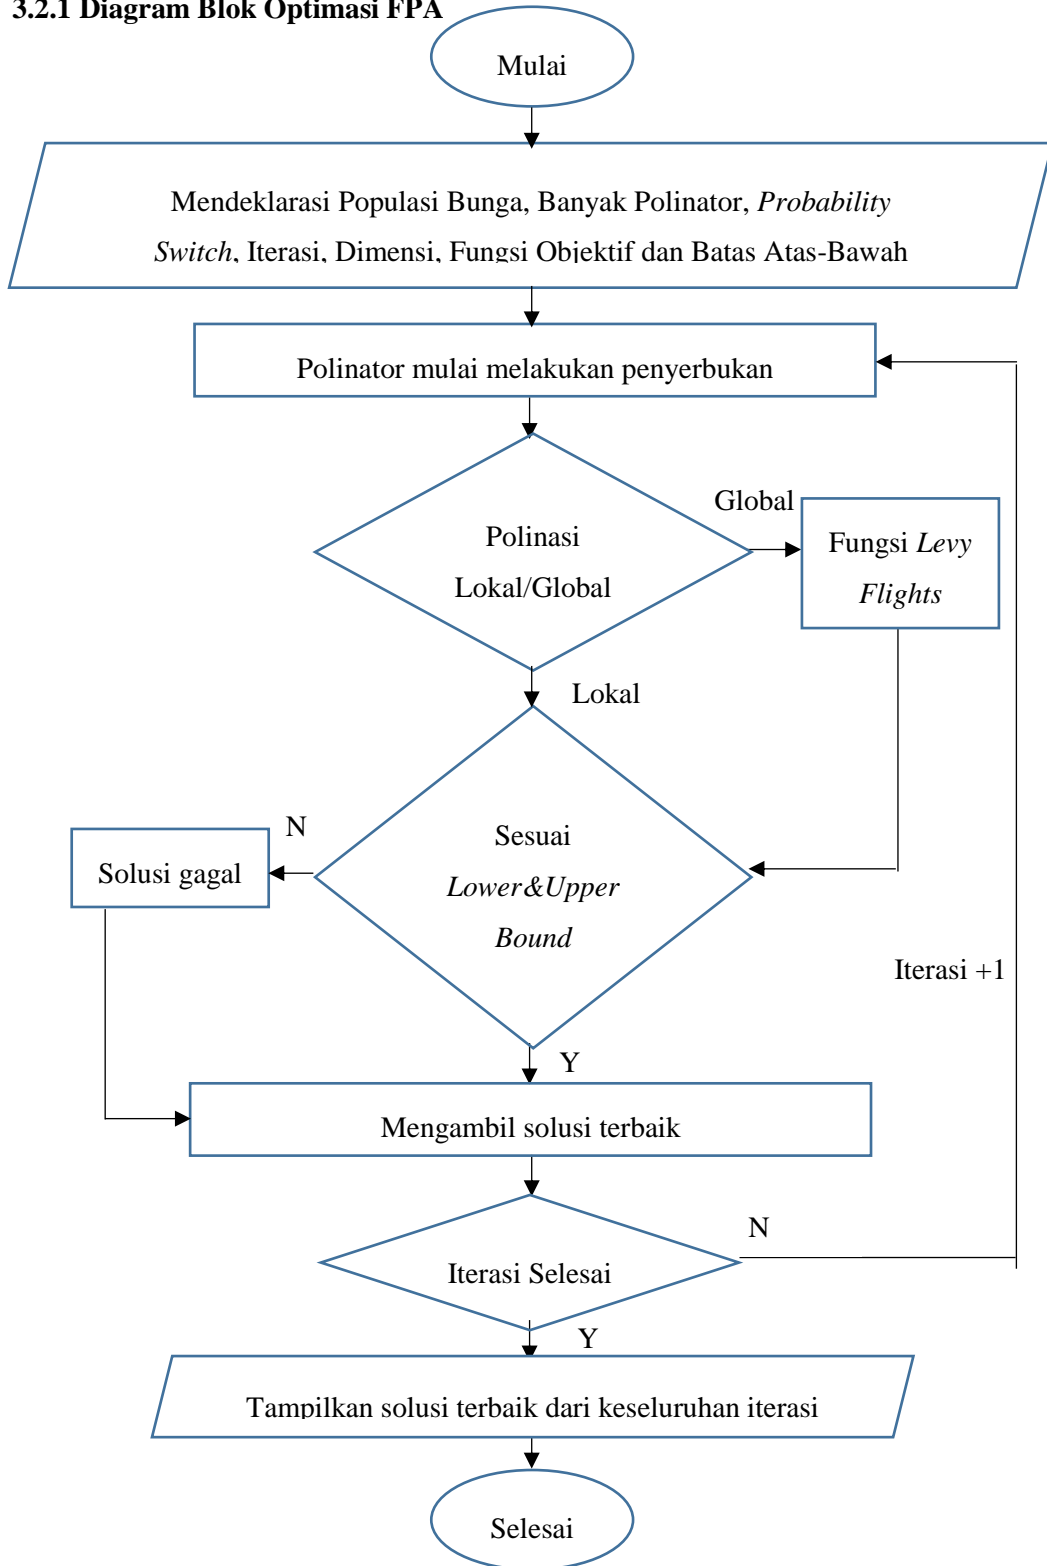 3.2.1 Diagram Blok Optimasi FPA
Mulai
Mendeklarasi Populasi Bunga, Banyak Polinator, Probability
Switch, Iterasi, Dimensi, Fungsi Objektif dan Batas Atas-Bawah
Polinator mulai melakukan penyerbukan
Global
Polinasi
Lokal/Global
Fungsi Levy
Flights
Lokal
N
Sesuai
Lower&Upper
Bound
Solusi gagal
Iterasi +1
Y
Mengambil solusi terbaik
N
Iterasi Selesai
Y
Tampilkan solusi terbaik dari keseluruhan iterasi
Selesai